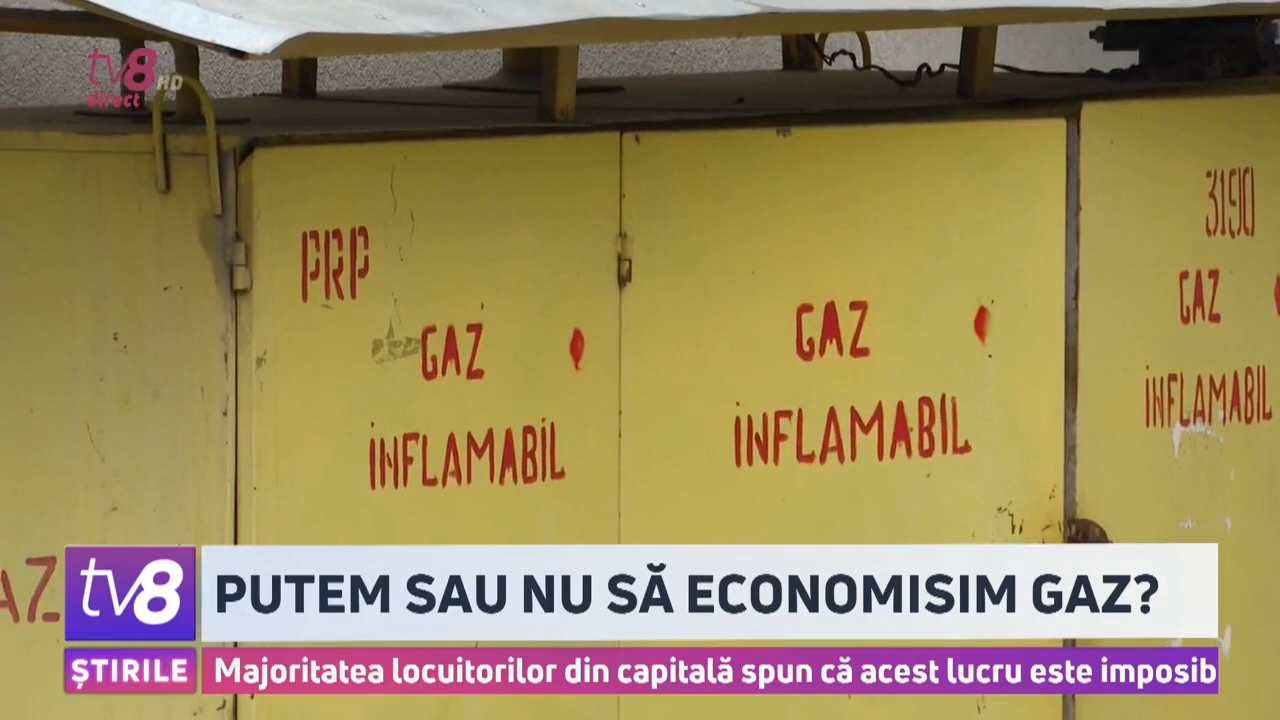 tv8 HD
direct
3190
PRP
GAZ
GAZ
GAZ
INFLAMABIL
INFLAMABIL
INFLAMABIL
AZ
tv8
PUTEM SAU NU SĂ ECONOMISIM GAZ?
ȘTIRILE
Majoritatea locuitorilor din capitală spun că acest lucru este imposib